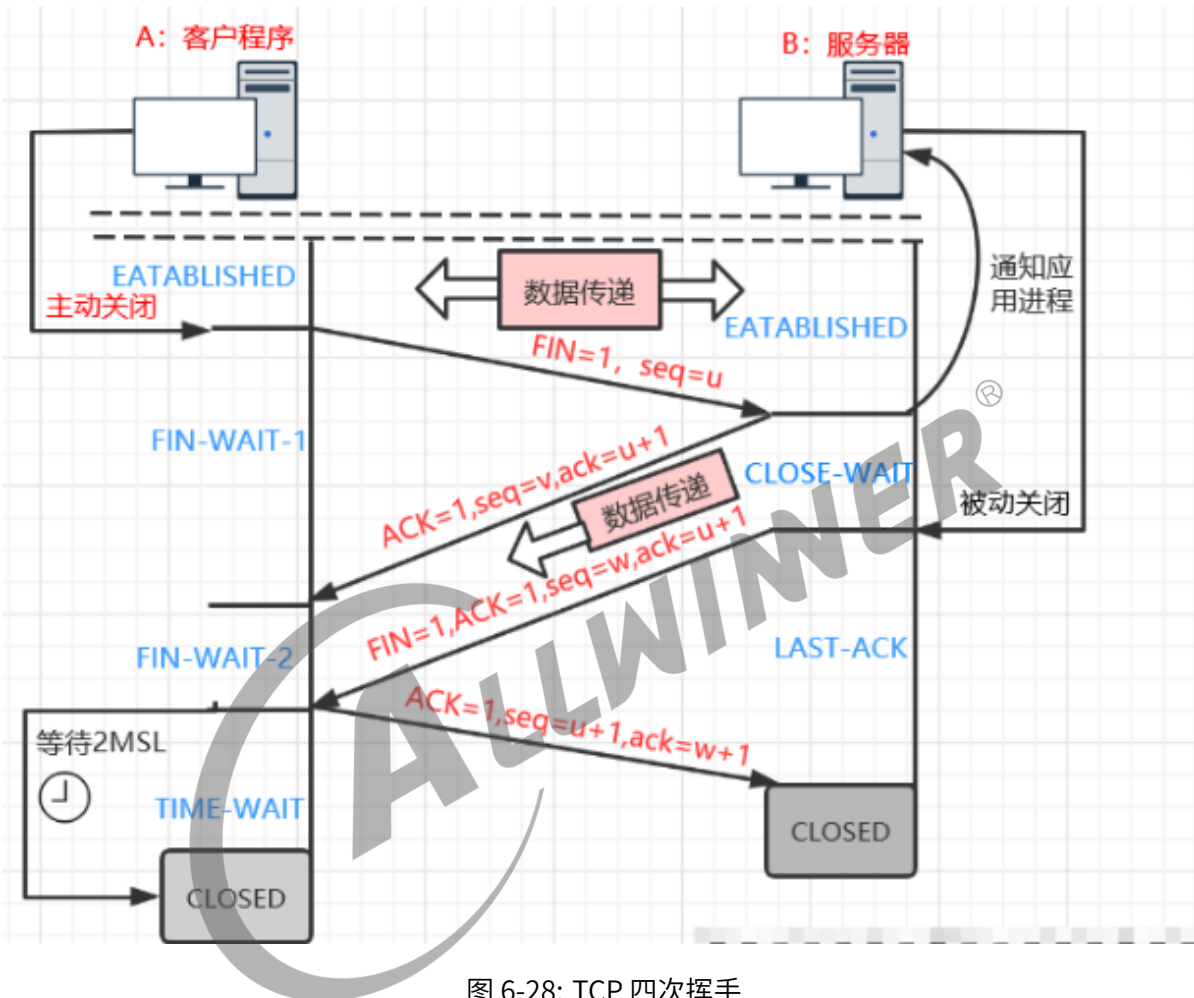 A：客户程序
B：服务器
EATABLISHED
主动关闭
数据传递
EATABLISHED
通知应
用进程
FIN=1，seq=u
FIN-WAIT-1
ACK=1,seq=v,ack=u+1
CLOSE-WAIT
数据传递
被动关闭
FIN=1,ACK=1,seq=w,ack=u+1
FIN-WAIT-2
LAST-ACK
ACK=1,seq=u+1,ack=w+1
等待2MSL
TIME-WAIT
CLOSED
CLOSED
ALLWINNER®
图 6-28: TCP 四次挥手